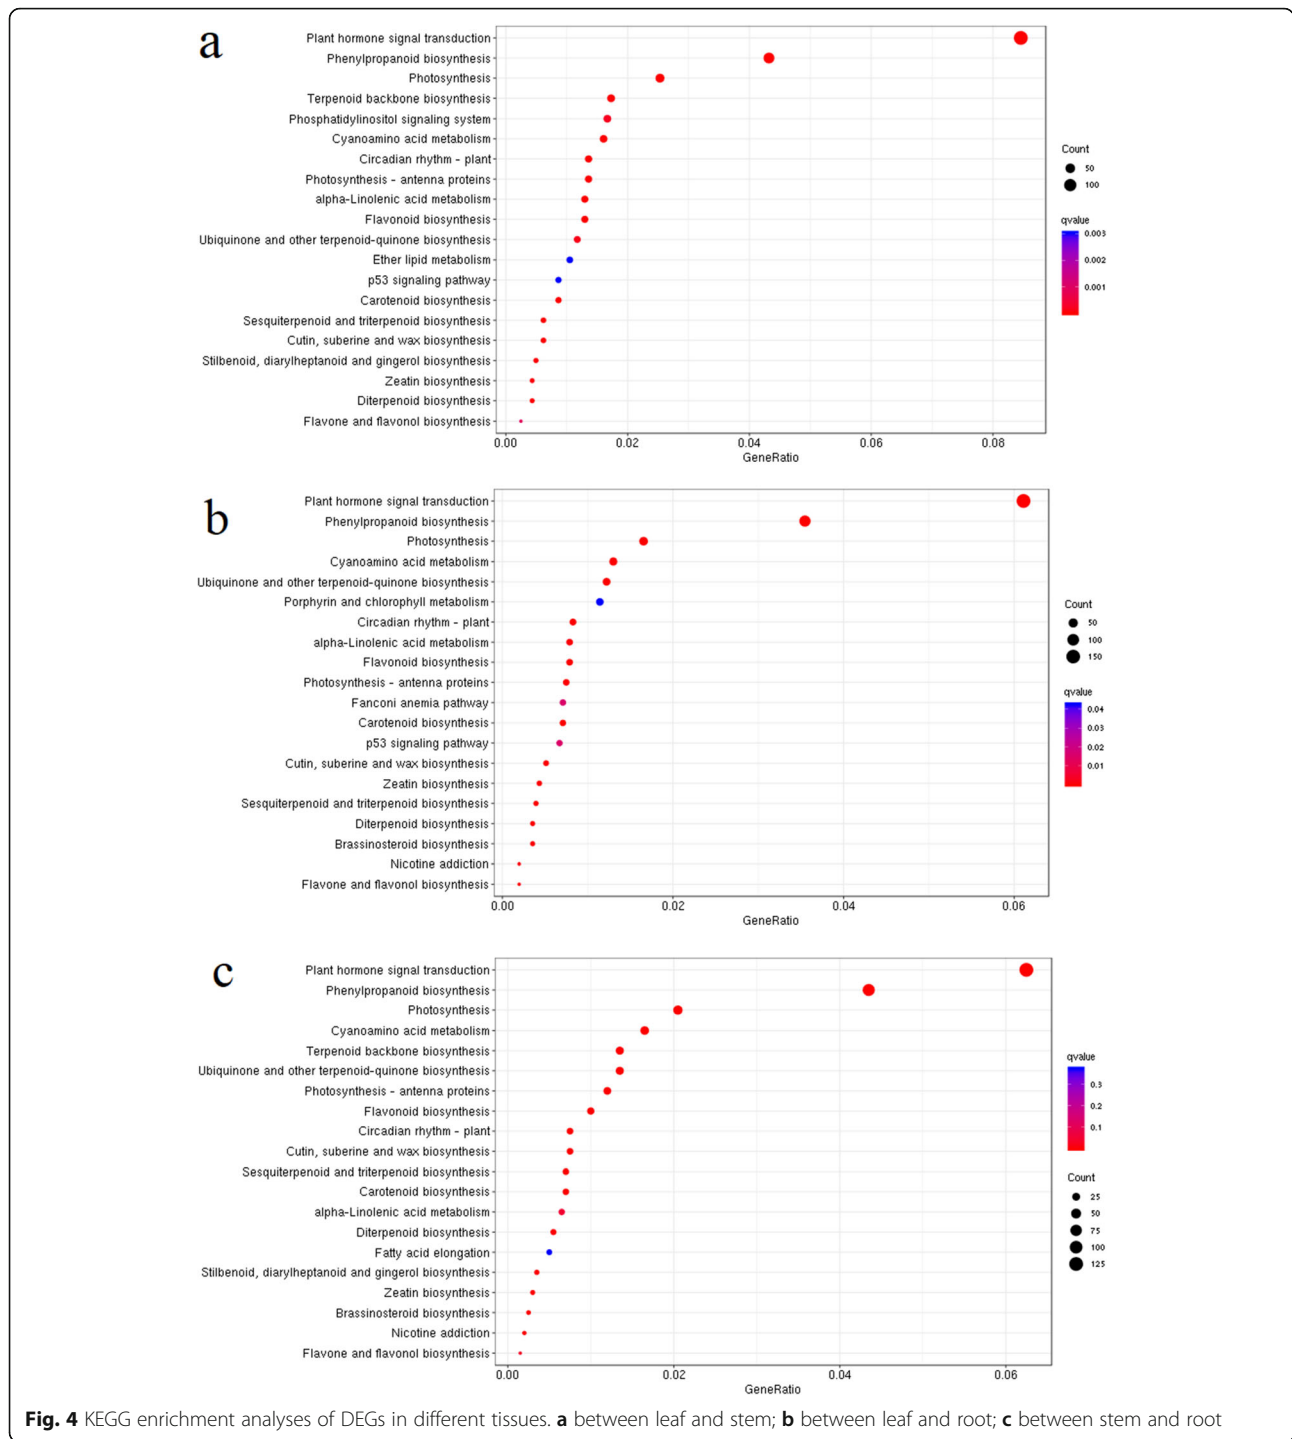 a
Plant hormone signal transduction
Phenylpropanoid biosynthesis
Photosynthesis
Terpenoid backbone biosynthesis
Phosphatidylinositol signaling system
Cyanoamino acid metabolism
Circadian rhythm - plant
Photosynthesis - antenna proteins
alpha-Linolenic acid metabolism
Flavonoid biosynthesis
Ubiquinone and other terpenoid-quinone biosynthesis
Ether lipid metabolism
p53 signaling pathway
Carotenoid biosynthesis
Sesquiterpenoid and triterpenoid biosynthesis
Cutin, suberine and wax biosynthesis
Stilbenoid, diarylheptanoid and gingerol biosynthesis
Zeatin biosynthesis
Diterpenoid biosynthesis
Flavone and flavonol biosynthesis
0.00 0.02 0.04 0.06 0.08
GeneRatio
Count
50
100
qvalue
0.003
0.002
0.001
b
Plant hormone signal transduction
Phenylpropanoid biosynthesis
Photosynthesis
Cyanoamino acid metabolism
Ubiquinone and other terpenoid-quinone biosynthesis
Porphyrin and chlorophyll metabolism
Circadian rhythm - plant
alpha-Linolenic acid metabolism
Flavonoid biosynthesis
Photosynthesis - antenna proteins
Fanconi anemia pathway
Carotenoid biosynthesis
p53 signaling pathway
Cutin, suberine and wax biosynthesis
Zeatin biosynthesis
Sesquiterpenoid and triterpenoid biosynthesis
Diterpenoid biosynthesis
Brassinosteroid biosynthesis
Nicotine addiction
Flavone and flavonol biosynthesis
0.00 0.02 0.04 0.06
GeneRatio
Count
50
100
150
qvalue
0.04
0.03
0.02
0.01
c
Plant hormone signal transduction
Phenylpropanoid biosynthesis
Photosynthesis
Cyanoamino acid metabolism
Terpenoid backbone biosynthesis
Ubiquinone and other terpenoid-quinone biosynthesis
Photosynthesis - antenna proteins
Flavonoid biosynthesis
Circadian rhythm - plant
Cutin, suberine and wax biosynthesis
Sesquiterpenoid and triterpenoid biosynthesis
Carotenoid biosynthesis
alpha-Linolenic acid metabolism
Diterpenoid biosynthesis
Fatty acid elongation
Stilbenoid, diarylheptanoid and gingerol biosynthesis
Zeatin biosynthesis
Brassinosteroid biosynthesis
Nicotine addiction
Flavone and flavonol biosynthesis
0.00 0.02 0.04 0.06
GeneRatio
qvalue
0.3
0.2
0.1
Count
25
50
75
100
125
Fig. 4 KEGG enrichment analyses of DEGs in different tissues. a between leaf and stem; b between leaf and root; c between stem and root